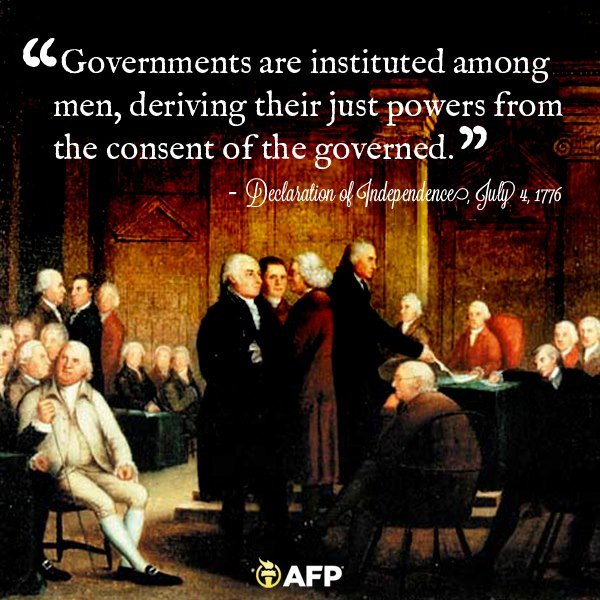 “Governments are instituted among
men, deriving their just powers from
the consent of the governed.”
- Declaration of Independence, July 4, 1776
AFP